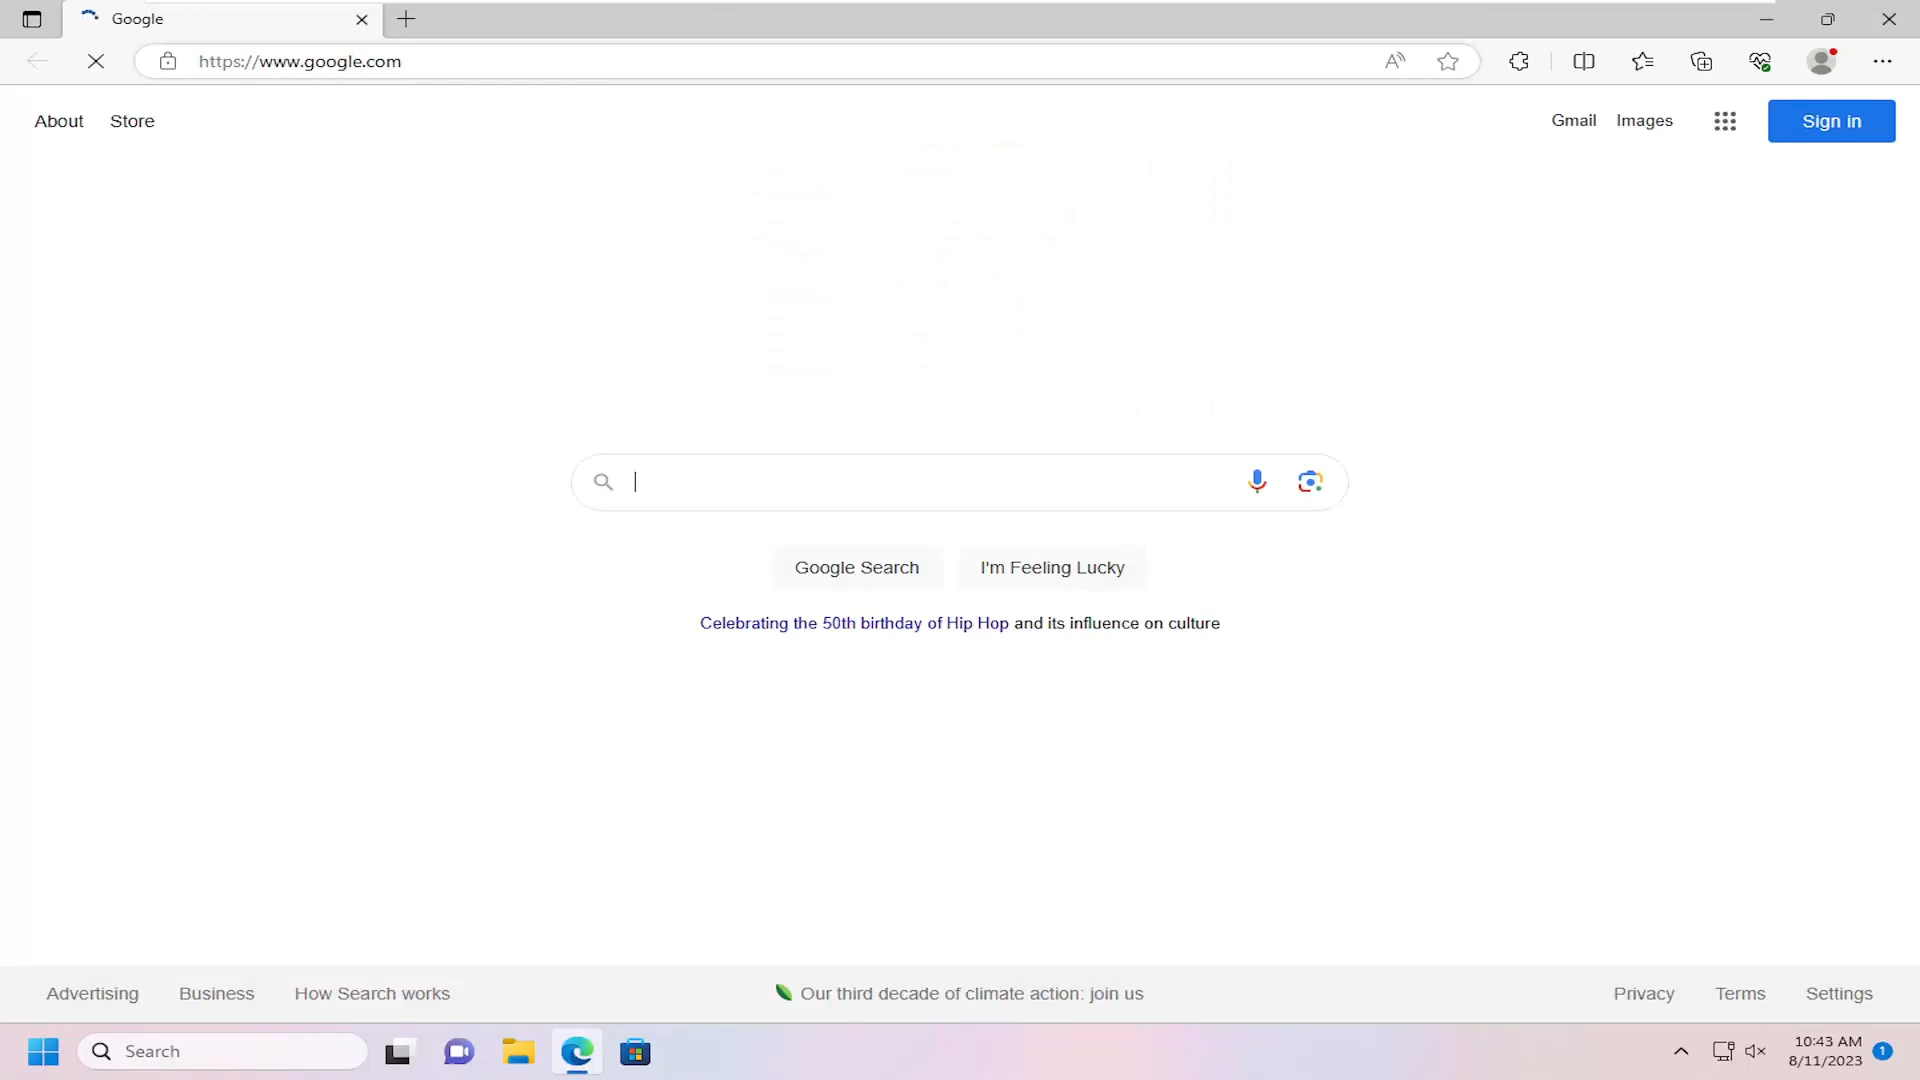 Google
https://www.google.com
About Store Gmail Images Sign in
Google Search I'm Feeling Lucky
Celebrating the 50th birthday of Hip Hop and its influence on culture
Advertising Business How Search works Our third decade of climate action: join us Privacy Terms Settings
Search 10:43 AM
8/11/2023 1